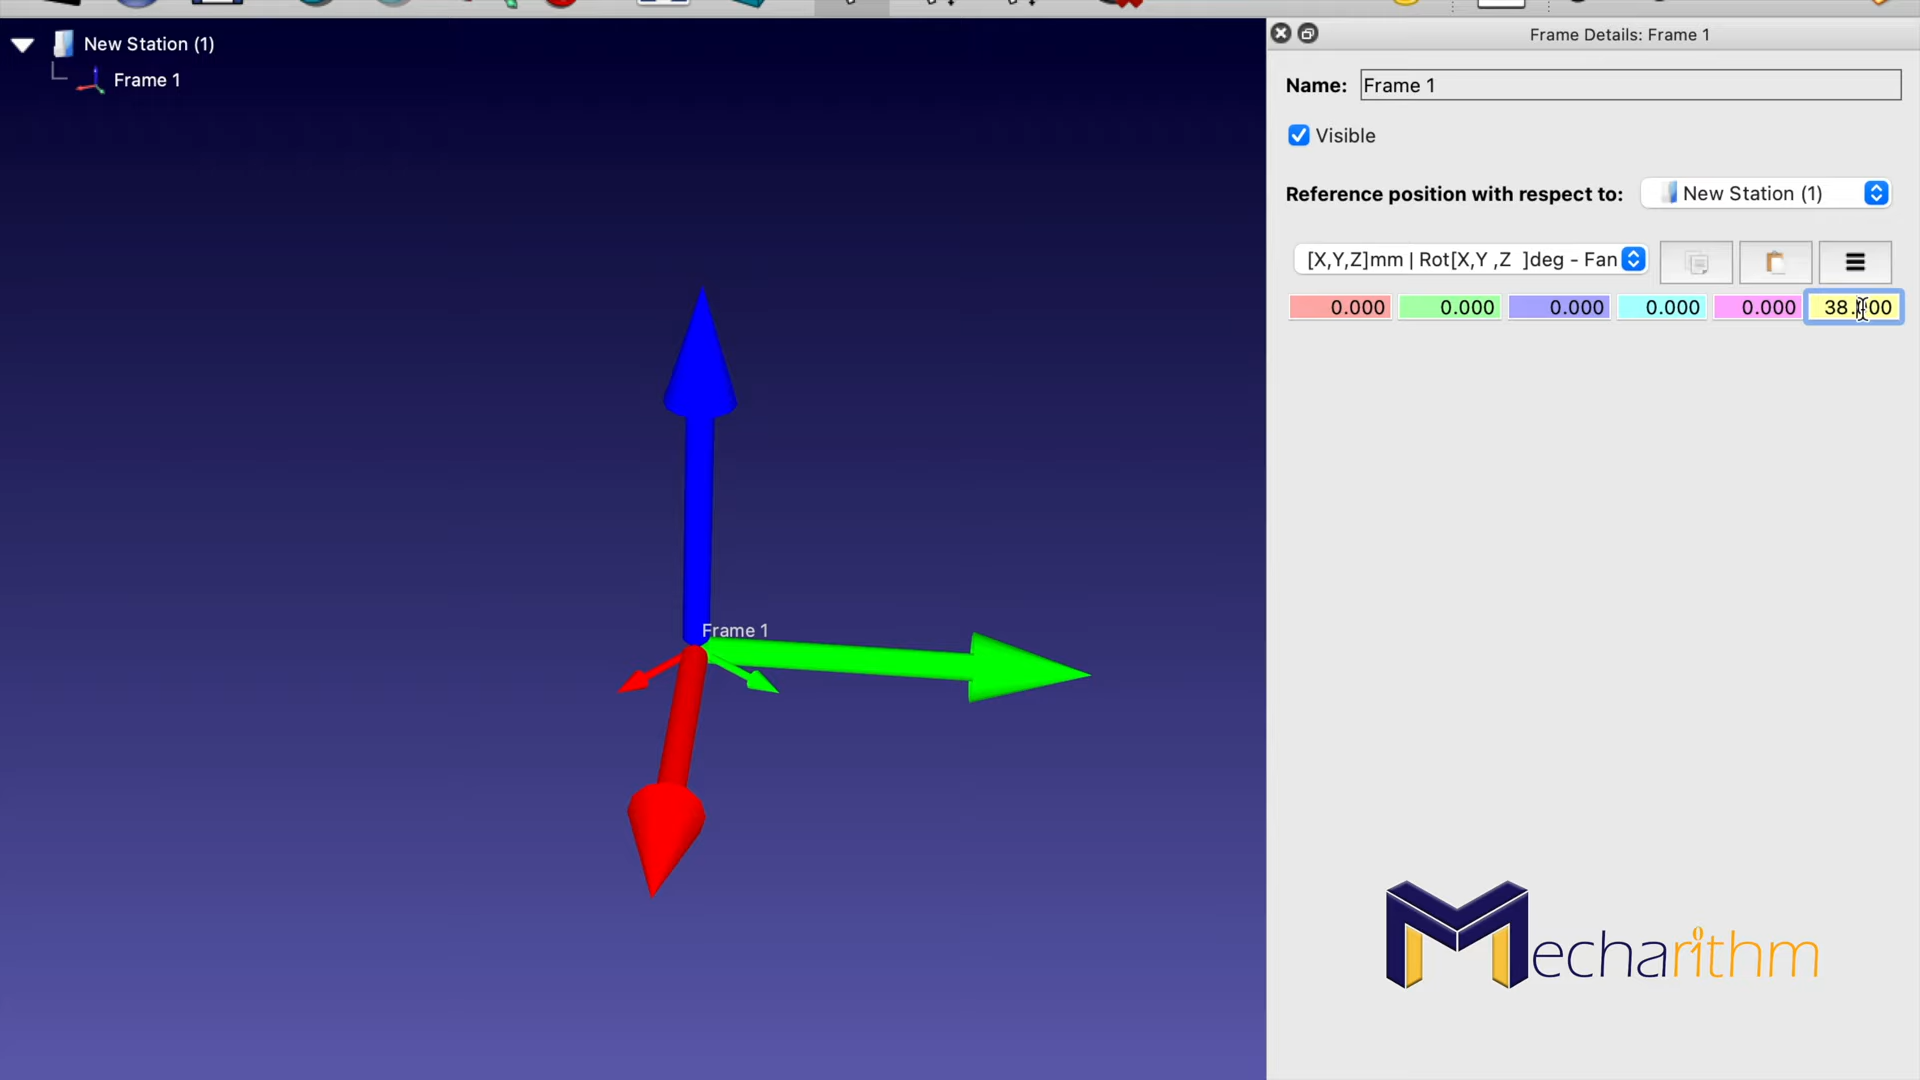 New Station (1)
Frame 1
Frame 1
Frame Details: Frame 1
Name: Frame 1
Visible
Reference position with respect to: New Station (1)
[X,Y,Z]mm | Rot[X,Y ,Z ]deg - Fan
0.000 0.000 0.000 0.000 0.000 38.000
Mecharithm